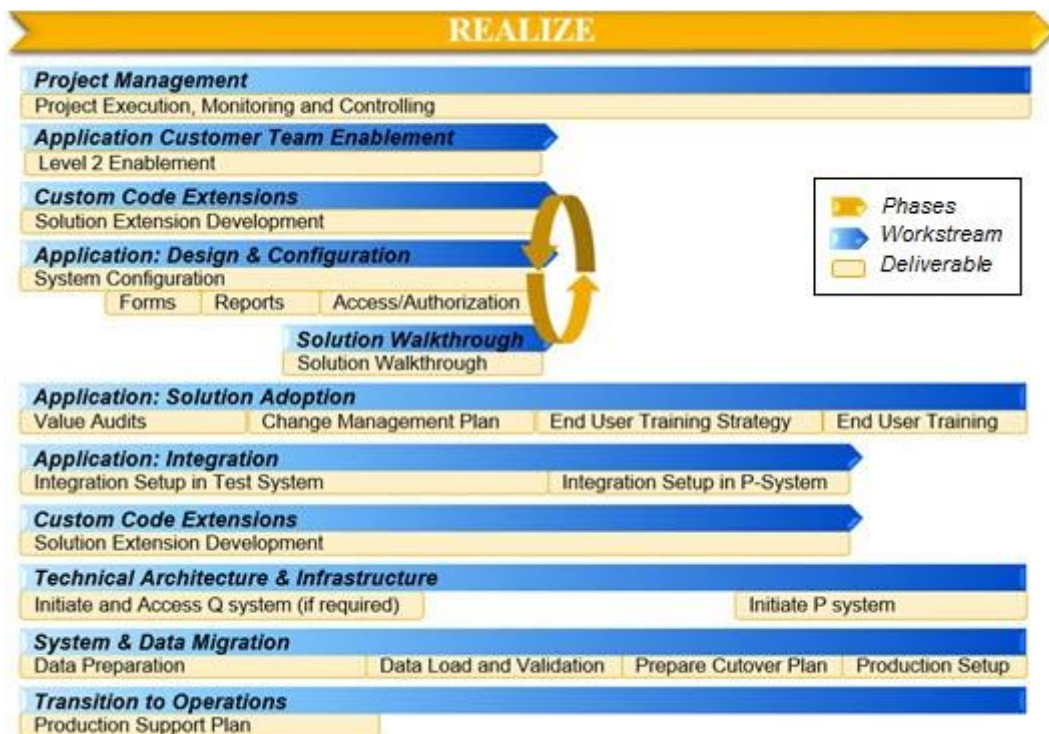 REALIZE
Project Management
Project Execution, Monitoring and Controlling
Application Customer Team Enablement
Level 2 Enablement
Custom Code Extensions
Solution Extension Development
Phases
Workstream
Deliverable
Application: Design & Configuration
System Configuration
Forms Reports Access/Authorization
Solution Walkthrough
Solution Walkthrough
Application: Solution Adoption
Value Audits Change Management Plan End User Training Strategy End User Training
Application: Integration
Integration Setup in Test System Integration Setup in P-System
Custom Code Extensions
Solution Extension Development
Technical Architecture & Infrastructure
Initiate and Access Q system (if required) Initiate P system
System & Data Migration
Data Preparation Data Load and Validation Prepare Cutover Plan Production Setup
Transition to Operations
Production Support Plan